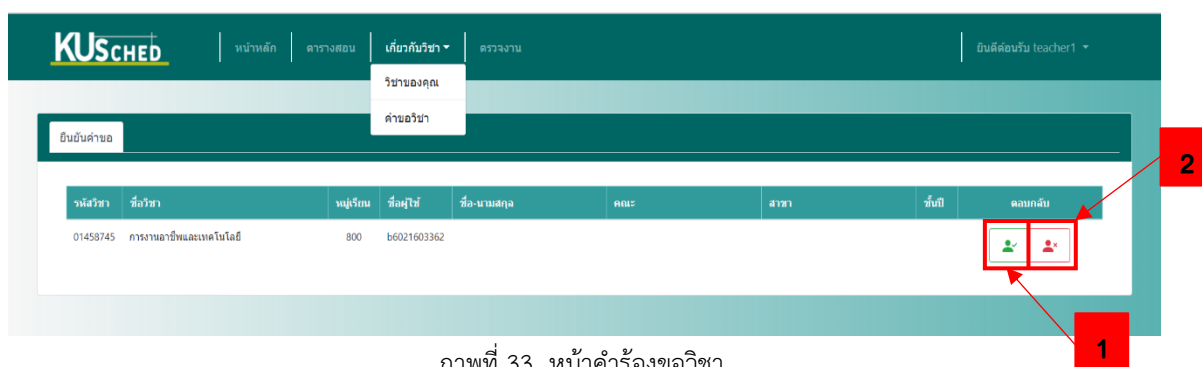 KUSCHED หน้าหลัก ตารางสอน เกี่ยวกับวิชา ตรวจงาน ยินดีต่อนรับ teacher1
วิชาของคุณ
คำขอวิชา
ยืนยันคำขอ
2
รหัสวิชา ชื่อวิชา หมู่เรียน ชื่อผู้ใช้ ชื่อ-นามสกุล คณะ สาขา ชั้นปี ตอบกลับ
01458745 การงานอาชีพและเทคโนโลยี 800 b6021603362
1
ภาพที่ 33 หน้าคำร้องขอวิชา